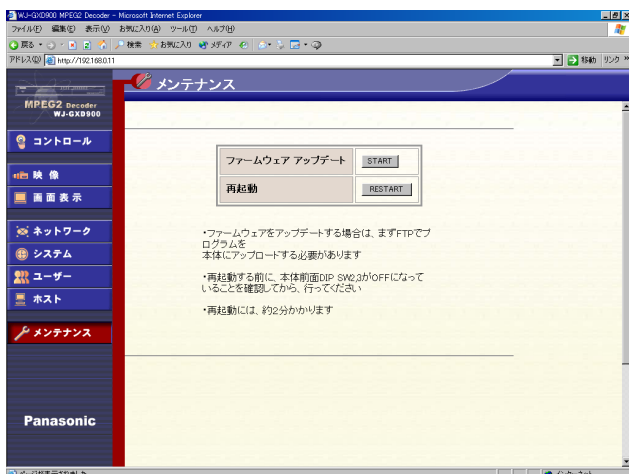 WJ-GXD900 MPEG2 Decoder - Microsoft Internet Explorer
ファイル(F) 編集(E) 表示(V) お気に入り(A) ツール(T) ヘルプ(H)
戻る 検索 お気に入り メディア
アドレス(D) http://192.168.0.11 移動 リンク »
メンテナンス
MPEG2 Decoder
WJ-GXD900
コントロール
映 像
画 面 表 示
ネットワーク
システム
ユーザー
ホスト
メンテナンス
Panasonic
ファームウェア アップデート START
再起動 RESTART
・ファームウェアをアップデートする場合は、まずFTPでプ
ログラムを
本体にアップロードする必要があります
・再起動する前に、本体前面DIP SW2,3がOFFになって
いることを確認してから、行ってください
・再起動には、約2分かかります